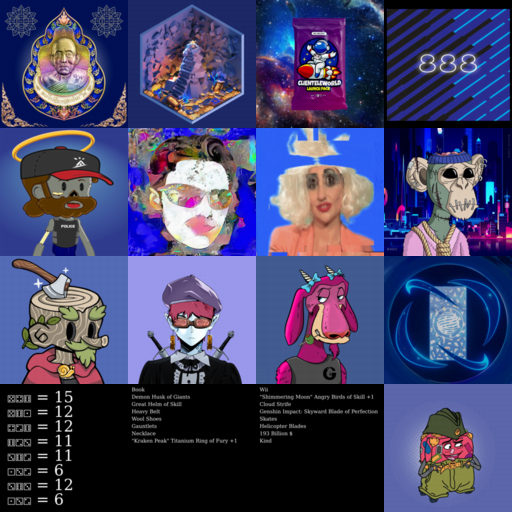 CLIENTELEWORLD
LAUNCH PACK
888
POLICE
G
= 15
= 12
= 12
= 11
= 11
= 6
= 12
= 6
Book
Demon Husk of Giants
Great Helm of Skill
Heavy Belt
Wool Shoes
Gauntlets
Necklace
"Kraken Peak" Titanium Ring of Fury +1
Wii
"Shimmering Moon" Angry Birds of Skill +1
Cloud Strife
Genshin Impact: Skyward Blade of Perfection
Skates
Helicopter Blades
193 Billion $
Kind